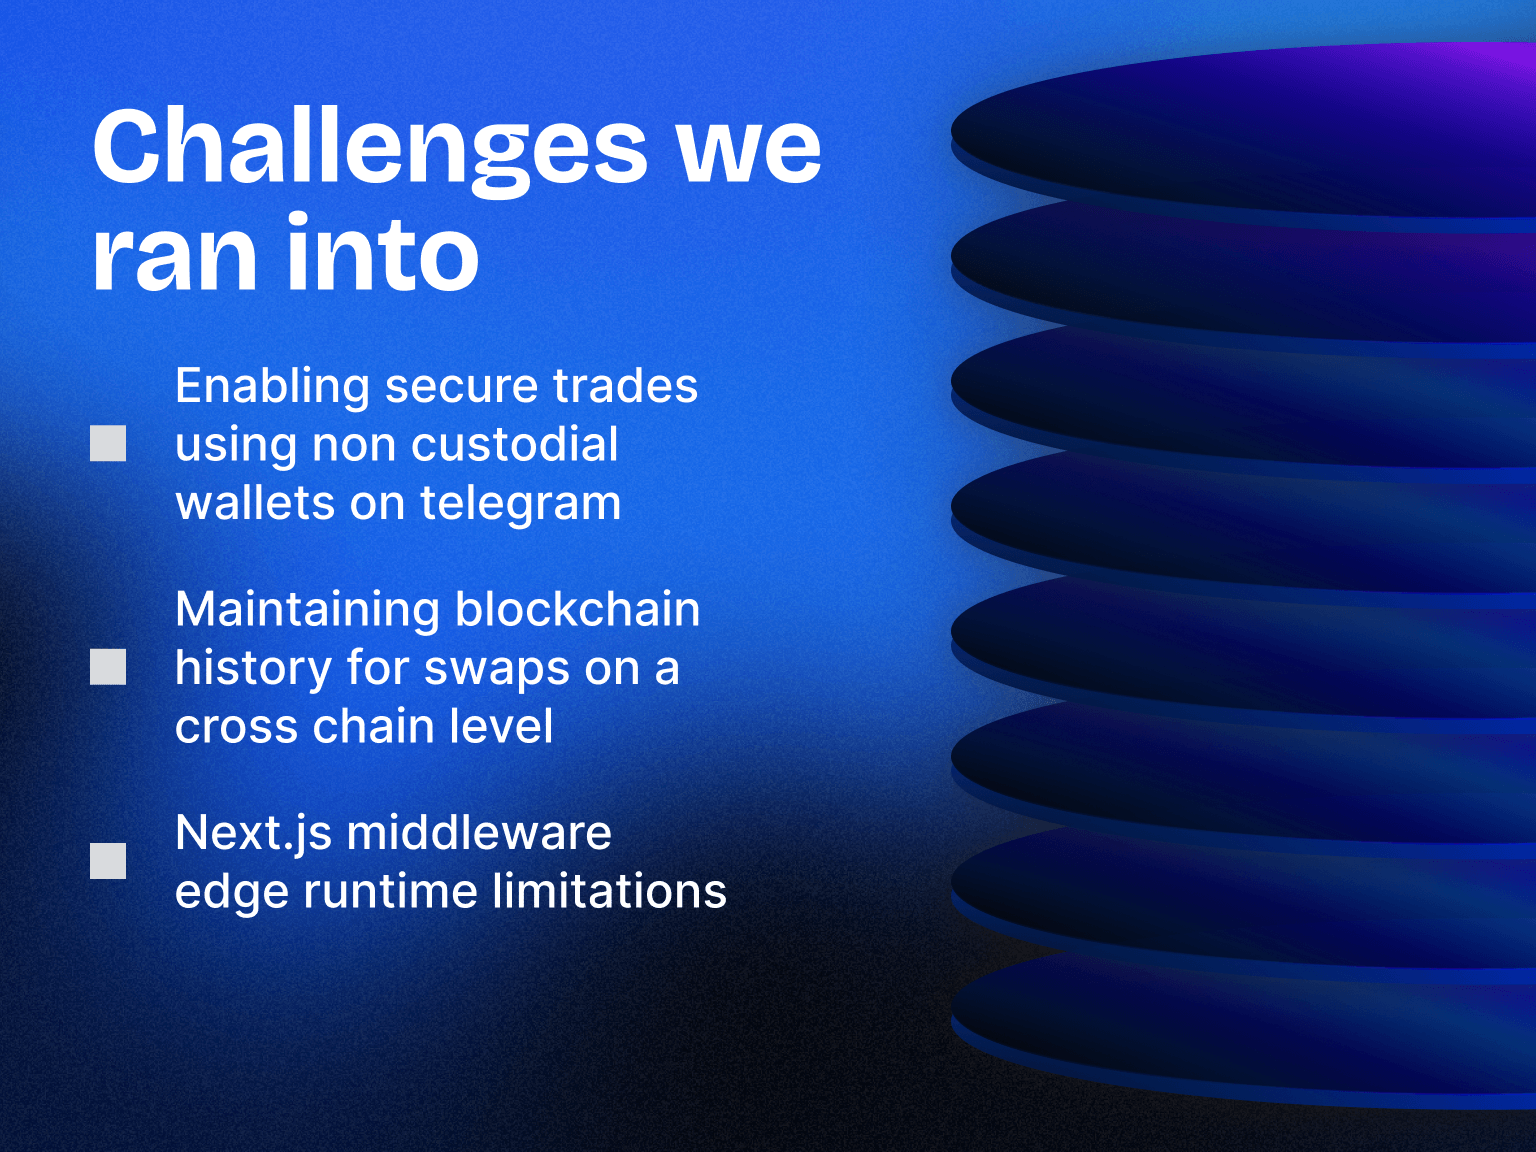 Challenges we
ran into
Enabling secure trades
using non custodial
wallets on telegram
Maintaining blockchain
history for swaps on a
cross chain level
Next.js middleware
edge runtime limitations